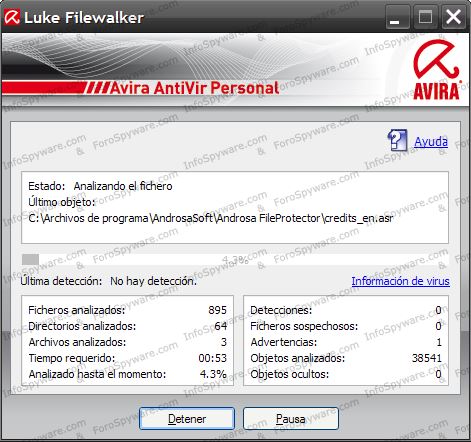 Luke Filewalker
Avira AntiVir Personal
AVIRA
Ayuda
Estado: Analizando el fichero
Último objeto:
C:\Archivos de programa\AndrosaSoft\Androsa FileProtector\credits_en.asr
4.3%
Última detección: No hay detección.
Información de virus
Ficheros analizados: 895
Directorios analizados: 64
Archivos analizados: 3
Tiempo requerido: 00:53
Analizado hasta el momento: 4.3%
Detecciones: 0
Ficheros sospechosos: 0
Advertencias: 1
Objetos analizados: 38541
Objetos ocultos: 0
Detener
Pausa
InfoSpyware.com & ForoSpyware.com